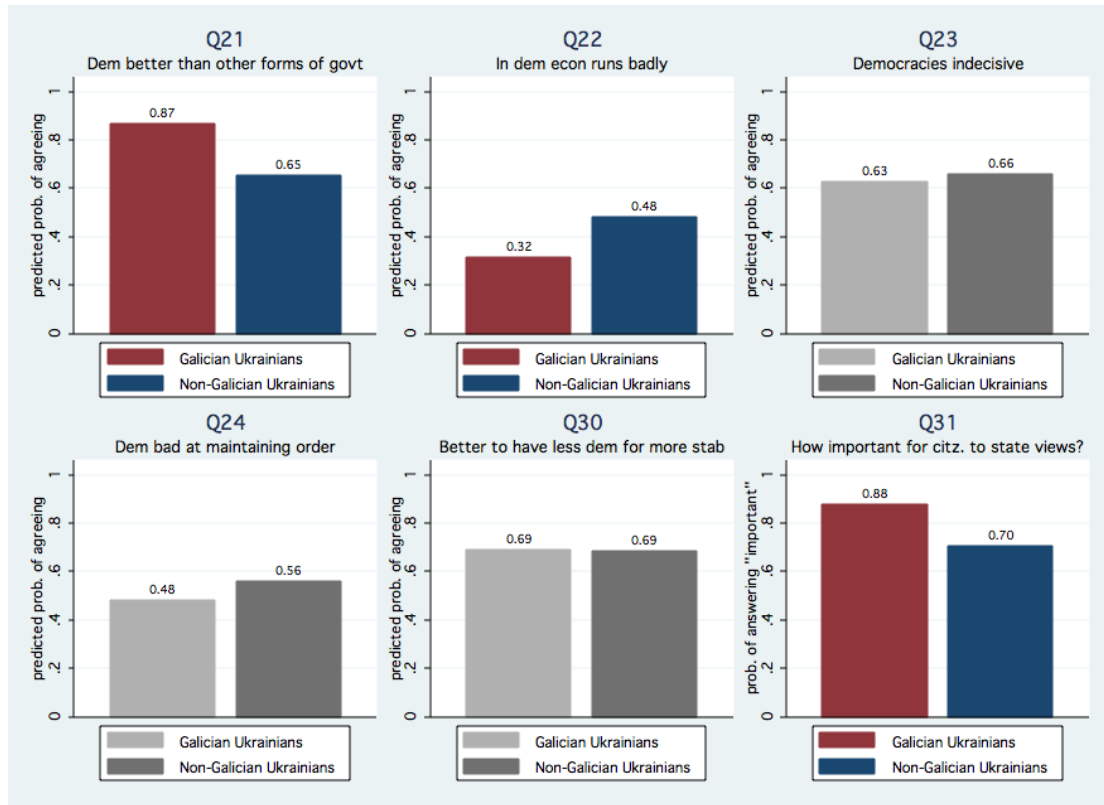 Q21
Dem better than other forms of govt
predicted prob. of agreeing
0 .2 .4 .6 .8 1
0.87
0.65
Galician Ukrainians
Non-Galician Ukrainians
Q22
In dem econ runs badly
predicted prob. of agreeing
0 .2 .4 .6 .8 1
0.32
0.48
Galician Ukrainians
Non-Galician Ukrainians
Q23
Democracies indecisive
predicted prob. of agreeing
0 .2 .4 .6 .8 1
0.63
0.66
Galician Ukrainians
Non-Galician Ukrainians
Q24
Dem bad at maintaining order
predicted prob. of agreeing
0 .2 .4 .6 .8 1
0.48
0.56
Galician Ukrainians
Non-Galician Ukrainians
Q30
Better to have less dem for more stab
predicted prob. of agreeing
0 .2 .4 .6 .8 1
0.69
0.69
Galician Ukrainians
Non-Galician Ukrainians
Q31
How important for citz. to state views?
prob. of answering "important"
0 .2 .4 .6 .8 1
0.88
0.70
Galician Ukrainians
Non-Galician Ukrainians